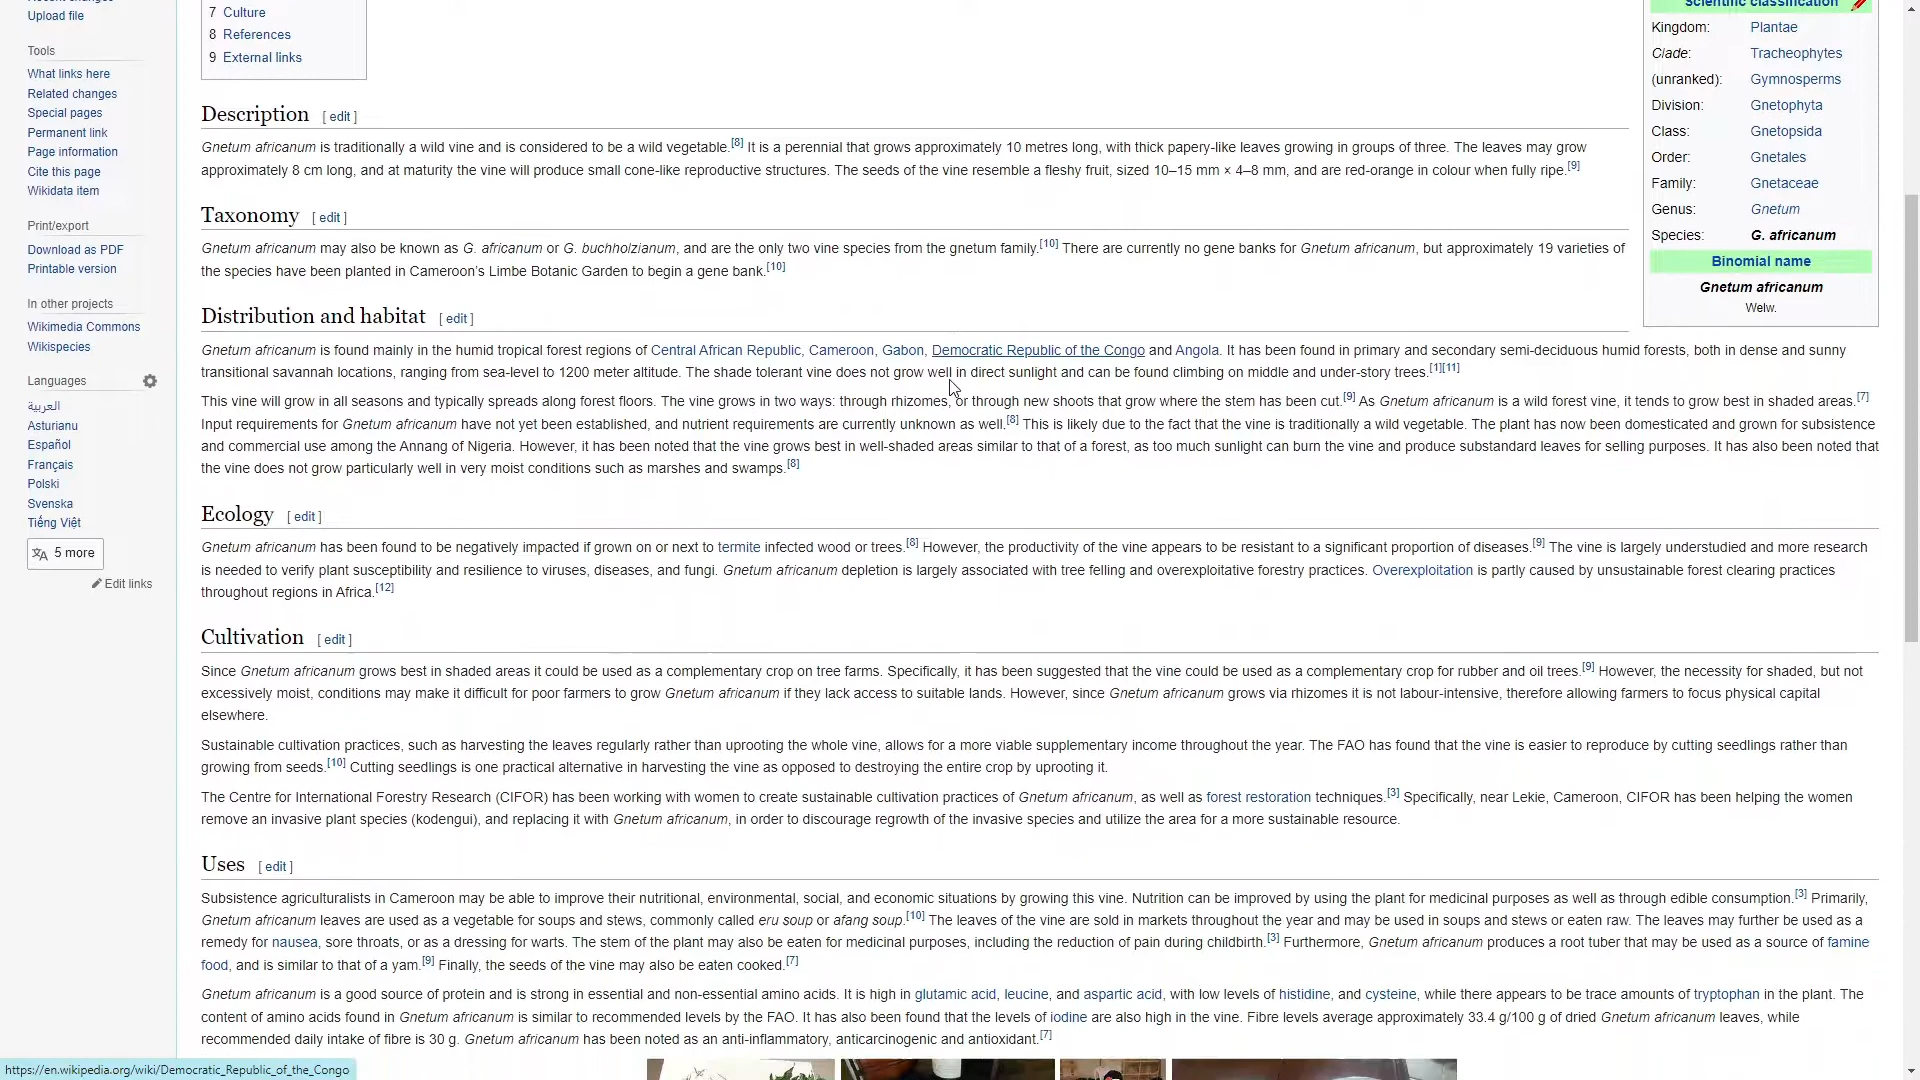 Upload file
Tools
What links here
Related changes
Special pages
Permanent link
Page information
Cite this page
Wikidata item
Print/export
Download as PDF
Printable version
In other projects
Wikimedia Commons
Wikispecies
Languages
العربية
Asturianu
Español
Français
Polski
Svenska
Tiếng Việt
5 more
Edit links
7 Culture
8 References
9 External links
Description [ edit ]
Gnetum africanum is traditionally a wild vine and is considered to be a wild vegetable.[8] It is a perennial that grows approximately 10 metres long, with thick papery-like leaves growing in groups of three. The leaves may grow
approximately 8 cm long, and at maturity the vine will produce small cone-like reproductive structures. The seeds of the vine resemble a fleshy fruit, sized 10–15 mm × 4–8 mm, and are red-orange in colour when fully ripe.[9]
Taxonomy [ edit ]
Gnetum africanum may also be known as G. africanum or G. buchholzianum, and are the only two vine species from the gnetum family.[10] There are currently no gene banks for Gnetum africanum, but approximately 19 varieties of
the species have been planted in Cameroon's Limbe Botanic Garden to begin a gene bank.[10]
Distribution and habitat [ edit ]
Gnetum africanum is found mainly in the humid tropical forest regions of Central African Republic, Cameroon, Gabon, Democratic Republic of the Congo and Angola. It has been found in primary and secondary semi-deciduous humid forests, both in dense and sunny
transitional savannah locations, ranging from sea-level to 1200 meter altitude. The shade tolerant vine does not grow well in direct sunlight and can be found climbing on middle and under-story trees.[1][11]
This vine will grow in all seasons and typically spreads along forest floors. The vine grows in two ways: through rhizomes, or through new shoots that grow where the stem has been cut.[9] As Gnetum africanum is a wild forest vine, it tends to grow best in shaded areas.[7]
Input requirements for Gnetum africanum have not yet been established, and nutrient requirements are currently unknown as well.[8] This is likely due to the fact that the vine is traditionally a wild vegetable. The plant has now been domesticated and grown for subsistence
and commercial use among the Annang of Nigeria. However, it has been noted that the vine grows best in well-shaded areas similar to that of a forest, as too much sunlight can burn the vine and produce substandard leaves for selling purposes. It has also been noted that
the vine does not grow particularly well in very moist conditions such as marshes and swamps.[8]
Ecology [ edit ]
Gnetum africanum has been found to be negatively impacted if grown on or next to termite infected wood or trees.[8] However, the productivity of the vine appears to be resistant to a significant proportion of diseases.[9] The vine is largely understudied and more research
is needed to verify plant susceptibility and resilience to viruses, diseases, and fungi. Gnetum africanum depletion is largely associated with tree felling and overexploitative forestry practices. Overexploitation is partly caused by unsustainable forest clearing practices
throughout regions in Africa.[12]
Cultivation [ edit ]
Since Gnetum africanum grows best in shaded areas it could be used as a complementary crop on tree farms. Specifically, it has been suggested that the vine could be used as a complementary crop for rubber and oil trees.[9] However, the necessity for shaded, but not
excessively moist, conditions may make it difficult for poor farmers to grow Gnetum africanum if they lack access to suitable lands. However, since Gnetum africanum grows via rhizomes it is not labour-intensive, therefore allowing farmers to focus physical capital
elsewhere.
Sustainable cultivation practices, such as harvesting the leaves regularly rather than uprooting the whole vine, allows for a more viable supplementary income throughout the year. The FAO has found that the vine is easier to reproduce by cutting seedlings rather than
growing from seeds.[10] Cutting seedlings is one practical alternative in harvesting the vine as opposed to destroying the entire crop by uprooting it.
The Centre for International Forestry Research (CIFOR) has been working with women to create sustainable cultivation practices of Gnetum africanum, as well as forest restoration techniques.[3] Specifically, near Lekie, Cameroon, CIFOR has been helping the women
remove an invasive plant species (kodengui), and replacing it with Gnetum africanum, in order to discourage regrowth of the invasive species and utilize the area for a more sustainable resource.
Uses [ edit ]
Subsistence agriculturalists in Cameroon may be able to improve their nutritional, environmental, social, and economic situations by growing this vine. Nutrition can be improved by using the plant for medicinal purposes as well as through edible consumption.[3] Primarily,
Gnetum africanum leaves are used as a vegetable for soups and stews, commonly called eru soup or afang soup.[10] The leaves of the vine are sold in markets throughout the year and may be used in soups and stews or eaten raw. The leaves may further be used as a
remedy for nausea, sore throats, or as a dressing for warts. The stem of the plant may also be eaten for medicinal purposes, including the reduction of pain during childbirth.[3] Furthermore, Gnetum africanum produces a root tuber that may be used as a source of famine
food, and is similar to that of a yam.[9] Finally, the seeds of the vine may also be eaten cooked.[7]
Gnetum africanum is a good source of protein and is strong in essential and non-essential amino acids. It is high in glutamic acid, leucine, and aspartic acid, with low levels of histidine, and cysteine, while there appears to be trace amounts of tryptophan in the plant. The
content of amino acids found in Gnetum africanum is similar to recommended levels by the FAO. It has also been found that the levels of iodine are also high in the vine. Fibre levels average approximately 33.4 g/100 g of dried Gnetum africanum leaves, while
recommended daily intake of fibre is 30 g. Gnetum africanum has been noted as an anti-inflammatory, anticarcinogenic and antioxidant.[7]
Scientific classification
Kingdom: Plantae
Clade: Tracheophytes
(unranked): Gymnosperms
Division: Gnetophyta
Class: Gnetopsida
Order: Gnetales
Family: Gnetaceae
Genus: Gnetum
Species: G. africanum
Binomial name
Gnetum africanum
Welw.
https://en.wikipedia.org/wiki/Democratic_Republic_of_the_Congo